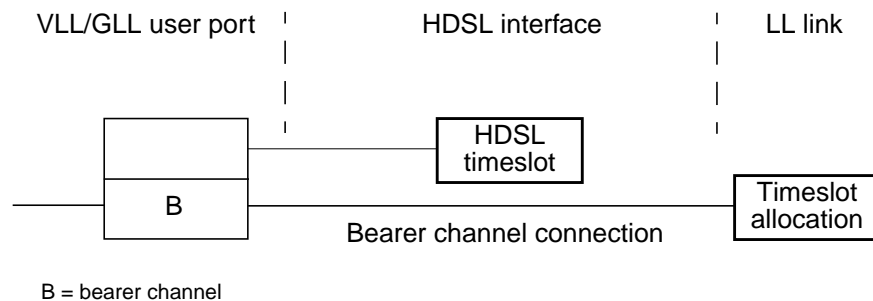 VLL/GLL user port
HDSL interface
LL link
HDSL
timeslot
B
Timeslot
allocation
Bearer channel connection
B = bearer channel